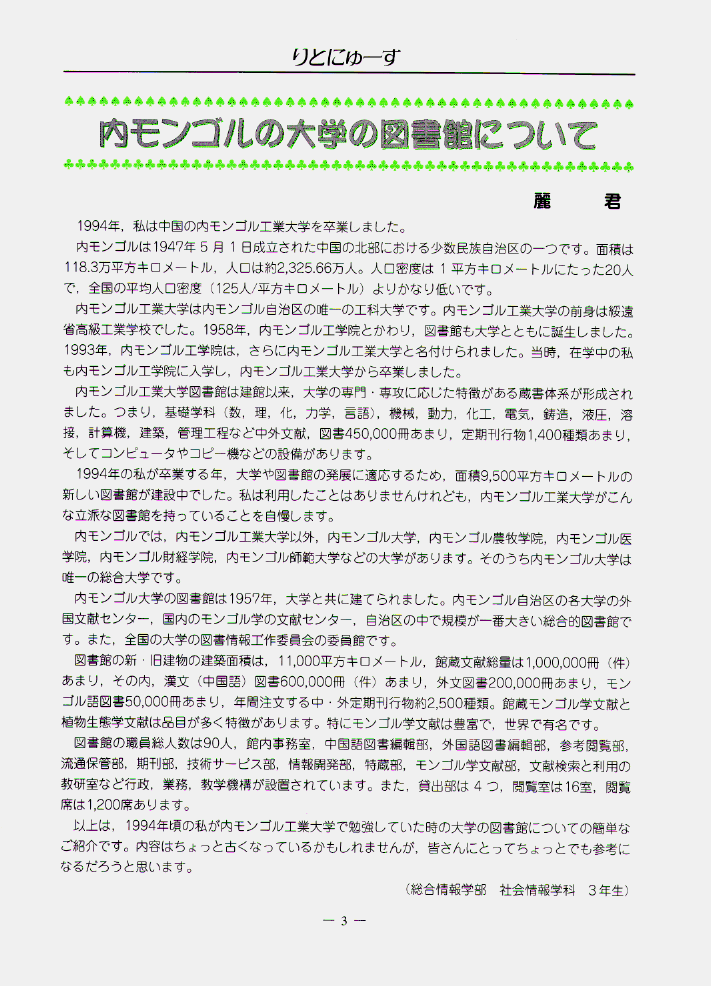 りとにゅーす
内モンゴルの大学の図書館について
麗　　君
1994年，私は中国の内モンゴル工業大学を卒業しました。
内モンゴルは1947年５月１日成立された中国の北部における少数民族自治区の一つです。面積は
118.3万平方キロメートル，人口は約2,325.66万人。人口密度は１平方キロメートルにたった20人
で，全国の平均人口密度（125人/平方キロメートル）よりかなり低いです。
内モンゴル工業大学は内モンゴル自治区の唯一の工科大学です。内モンゴル工業大学の前身は綏遠
省高級工業学校でした。1958年，内モンゴル工学院とかわり，図書館も大学とともに誕生しました。
1993年，内モンゴル工学院は，さらに内モンゴル工業大学と名付けられました。当時，在学中の私
も内モンゴル工学院に入学し，内モンゴル工業大学から卒業しました。
内モンゴル工業大学図書館は建館以来，大学の専門・専攻に応じた特徴がある蔵書体系が形成され
ました。つまり，基礎学科（数，理，化，力学，言語），機械，動力，化工，電気，鋳造，液圧，溶
接，計算機，建築，管理工程など中外文献，図書450,000冊あまり，定期刊行物1,400種類あまり，
そしてコンピュータやコピー機などの設備があります。
1994年の私が卒業する年，大学や図書館の発展に適応するため，面積9,500平方キロメートルの
新しい図書館が建設中でした。私は利用したことはありませんけれども，内モンゴル工業大学がこん
な立派な図書館を持っていることを自慢します。
内モンゴルでは，内モンゴル工業大学以外，内モンゴル大学，内モンゴル農牧学院，内モンゴル医
学院，内モンゴル財経学院，内モンゴル師範大学などの大学があります。そのうち内モンゴル大学は
唯一の総合大学です。
内モンゴル大学の図書館は1957年，大学と共に建てられました。内モンゴル自治区の各大学の外
国文献センター，国内のモンゴル学の文献センター，自治区の中で規模が一番大きい総合的図書館で
す。また，全国の大学の図書情報工作委員会の委員館です。
図書館の新・旧建物の建築面積は，11,000平方キロメートル，館蔵文献総量は1,000,000冊（件）
あまり，その内，漢文（中国語）図書600,000冊（件）あまり，外文図書200,000冊あまり，モン
ゴル語図書50,000冊あまり，年間注文する中・外定期刊行物約2,500種類。館蔵モンゴル学文献と
植物生態学文献は品目が多く特徴があります。特にモンゴル学文献は豊富で，世界で有名です。
図書館の職員総人数は90人，館内事務室，中国語図書編輯部，外国語図書編輯部，参考閲覧部，
流通保管部，期刊部，技術サービス部，情報開発部，特蔵部，モンゴル学文献部，文献検索と利用の
教研室など行政，業務，教学機構が設置されています。また，貸出部は４つ，閲覧室は16室，閲覧
席は1,200席あります。
以上は，1994年頃の私が内モンゴル工業大学で勉強していた時の大学の図書館についての簡単な
ご紹介です。内容はちょっと古くなっているかもしれませんが，皆さんにとってちょっとでも参考に
なるだろうと思います。
（総合情報学部　社会情報学科　３年生）
— 3 —